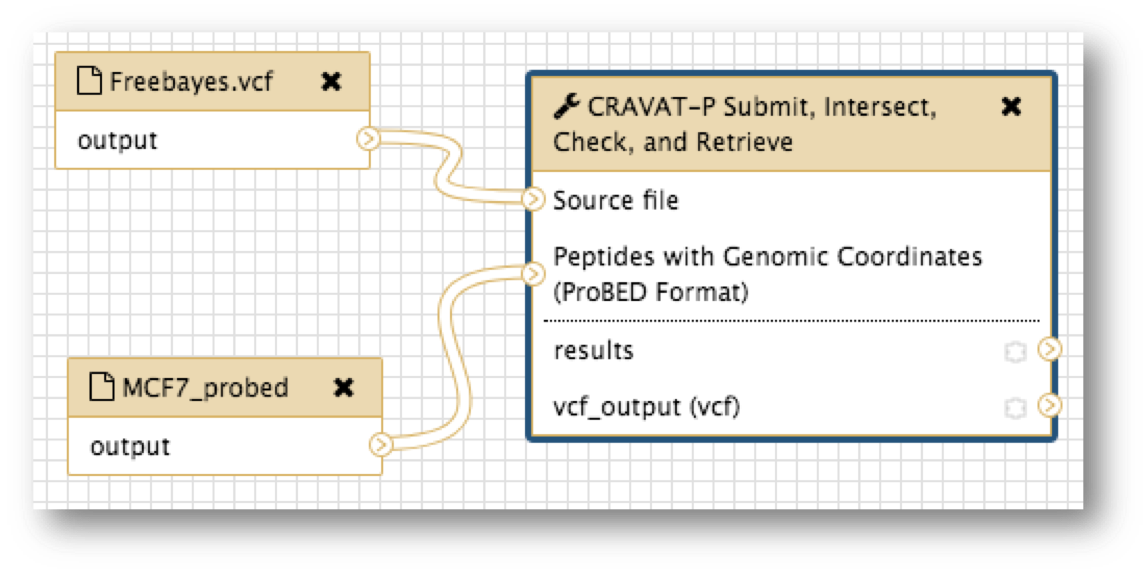 Freebayes.vcf
output
CRAVAT-P Submit, Intersect,
Check, and Retrieve
Source file
Peptides with Genomic Coordinates
(ProBED Format)
results
vcf_output (vcf)
MCF7_probed
output